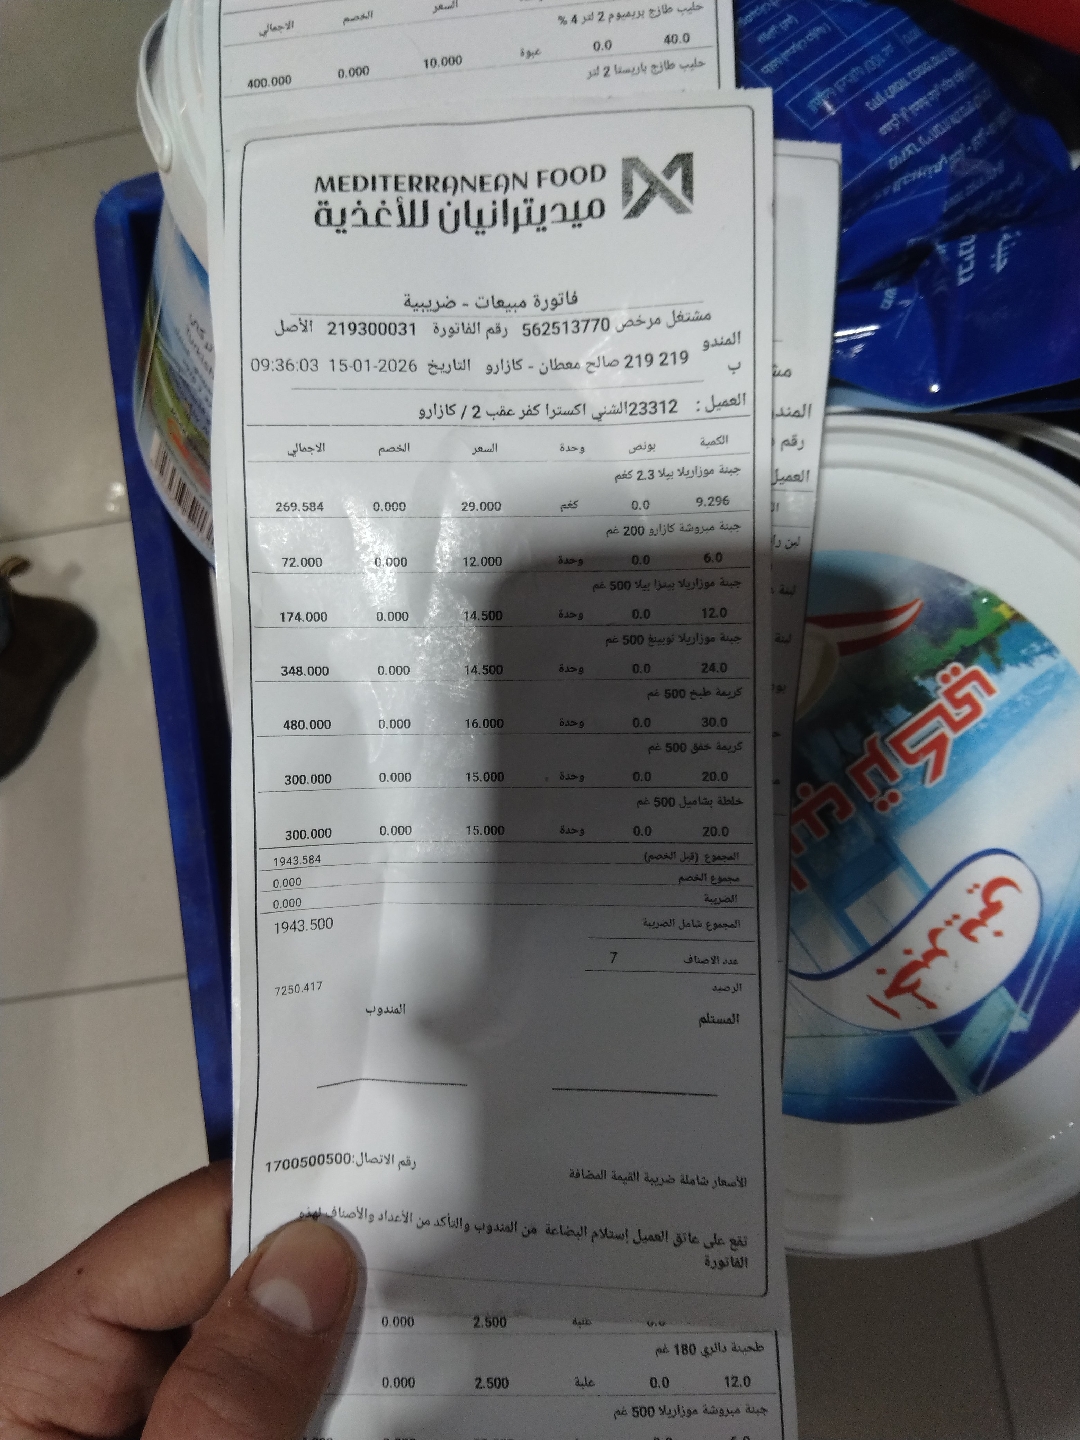 السعر الخصم الاجمالي
حليب طازج بريميوم 2 لتر 4 %
40.0 0.0 عبوة 10.000 0.000 400.000
حليب طازج باريستا 2 لتر
MEDITERRANEAN FOOD
ميديترانيان للأغذية
فاتورة مبيعات - ضريبية
مشتغل مرخص 562513770 رقم الفاتورة 219300031 الأصل
المندوب 219 219 صالح معطان - كازارو التاريخ 15-01-2026 09:36:03
العميل : 23312الشني اكسترا كفر عقب 2 / كازارو
الكمية بونص وحدة السعر الخصم الاجمالي
جبنة موزاريلا بيلا 2.3 كغم
9.296 0.0 كغم 29.000 0.000 269.584
جبنة مبروشة كازارو 200 غم
6.0 0.0 وحدة 12.000 0.000 72.000
جبنة موزاريلا بيتزا بيلا 500 غم
12.0 0.0 وحدة 14.500 0.000 174.000
جبنة موزاريلا توبينغ 500 غم
24.0 0.0 وحدة 14.500 0.000 348.000
كريمة طبخ 500 غم
30.0 0.0 وحدة 16.000 0.000 480.000
كريمة خفق 500 غم
20.0 0.0 وحدة 15.000 0.000 300.000
خلطة بشاميل 500 غم
20.0 0.0 وحدة 15.000 0.000 300.000
المجموع (قبل الخصم) 1943.584
مجموع الخصم 0.000
الضريبة 0.000
المجموع شامل الضريبة 1943.500
عدد الاصناف 7
الرصيد 7250.417
المستلم المندوب
رقم الاتصال:1700500500
الأسعار شاملة ضريبة القيمة المضافة
تقع على عاتق العميل إستلام البضاعة من المندوب والتأكد من الأعداد والأصناف لهذه
الفاتورة
0.0 علبة 2.500 0.000
طحينة دالري 180 غم
12.0 0.0 علبة 2.500 0.000
جبنة مبروشة موزاريلا 500 غم
رقم
العميل
الجبريني